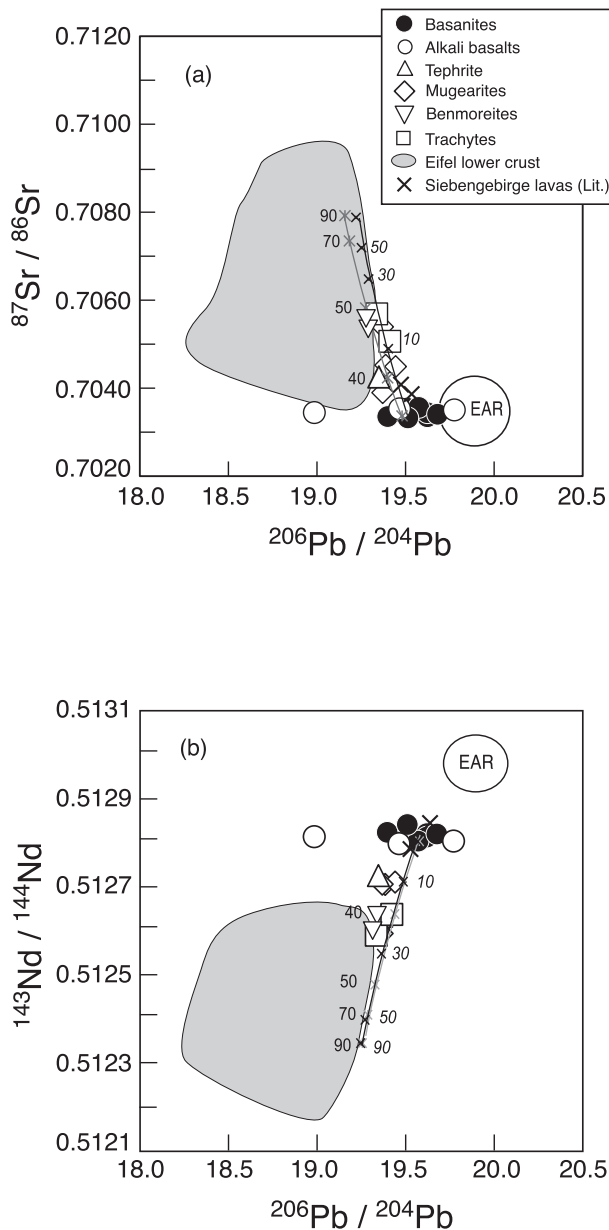 0.7120
0.7100
0.7080
0.7060
0.7040
0.7020
87Sr / 86Sr
(a)
Basanites
Alkali basalts
Tephrite
Mugearites
Benmoreites
Trachytes
Eifel lower crust
Siebengebirge lavas (Lit.)
90
70
50
50
30
10
40
EAR
18.0 18.5 19.0 19.5 20.0 20.5
206Pb / 204Pb
0.5131
0.5129
0.5127
0.5125
0.5123
0.5121
143Nd / 144Nd
(b)
EAR
10
40
30
50
70 50
90 90
18.0 18.5 19.0 19.5 20.0 20.5
206Pb / 204Pb